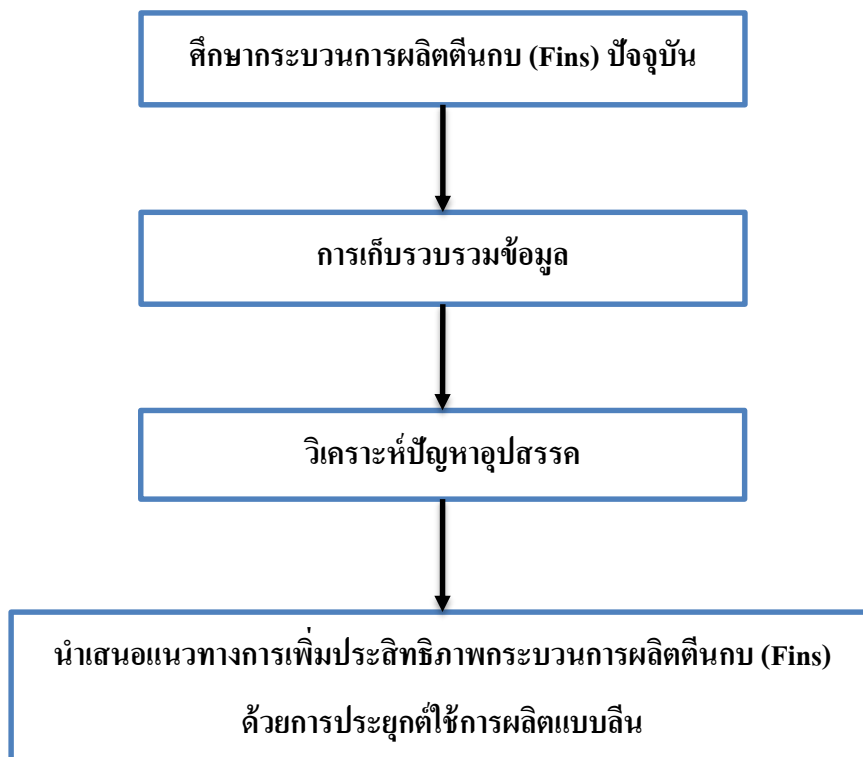 ศึกษากระบวนการผลิตตีนกบ (Fins) ปัจจุบัน
การเก็บรวบรวมข้อมูล
วิเคราะห์ปัญหาอุปสรรค
นำเสนอแนวทางการเพิ่มประสิทธิภาพกระบวนการผลิตตีนกบ (Fins)
ด้วยการประยุกต์ใช้การผลิตแบบลีน